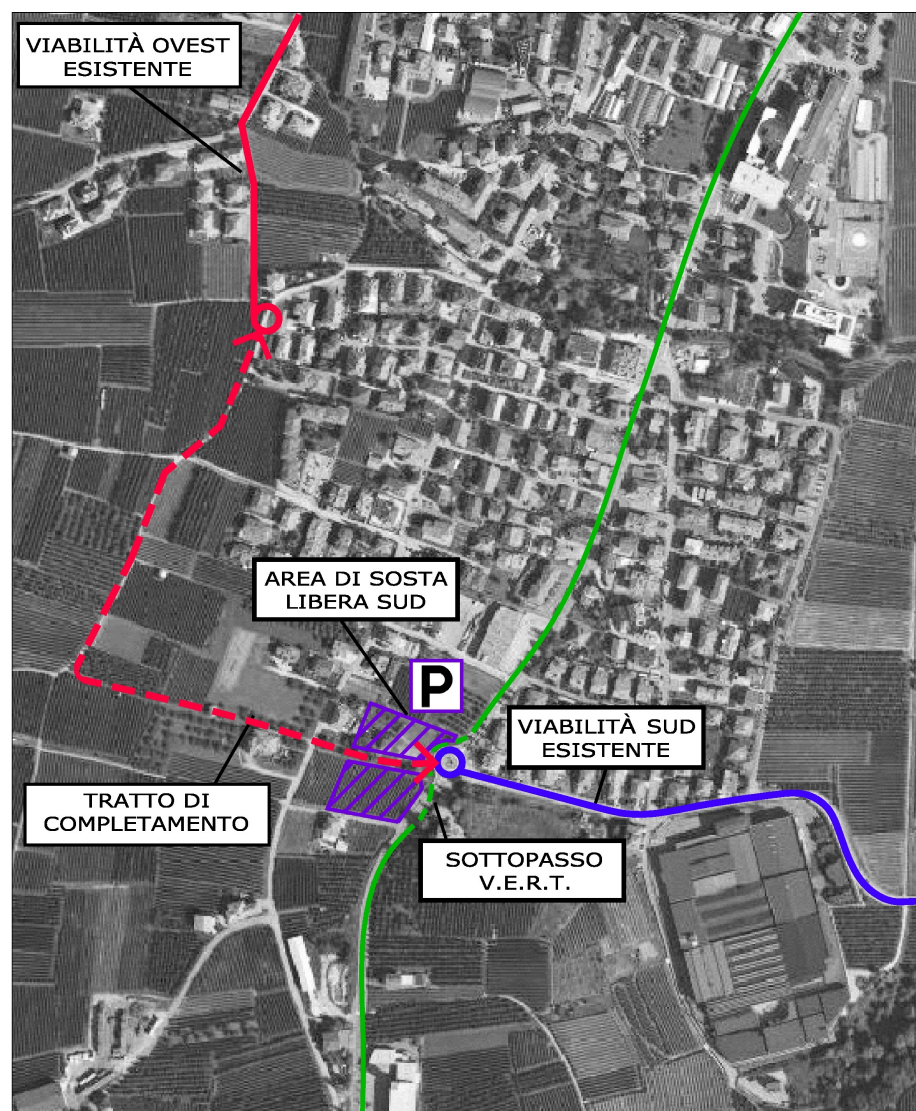 VIABILITÀ OVEST
ESISTENTE
AREA DI SOSTA
LIBERA SUD
P
VIABILITÀ SUD
ESISTENTE
TRATTO DI
COMPLETAMENTO
SOTTOPASSO
V.E.R.T.